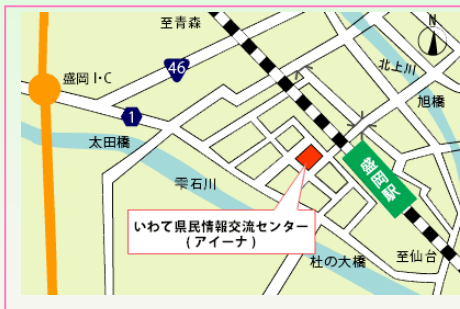 至青森
N
46
北上川
盛岡I・C
旭橋
1
太田橋
盛岡駅
雫石川
いわて県民情報交流センター
(アイーナ)
至仙台
杜の大橋